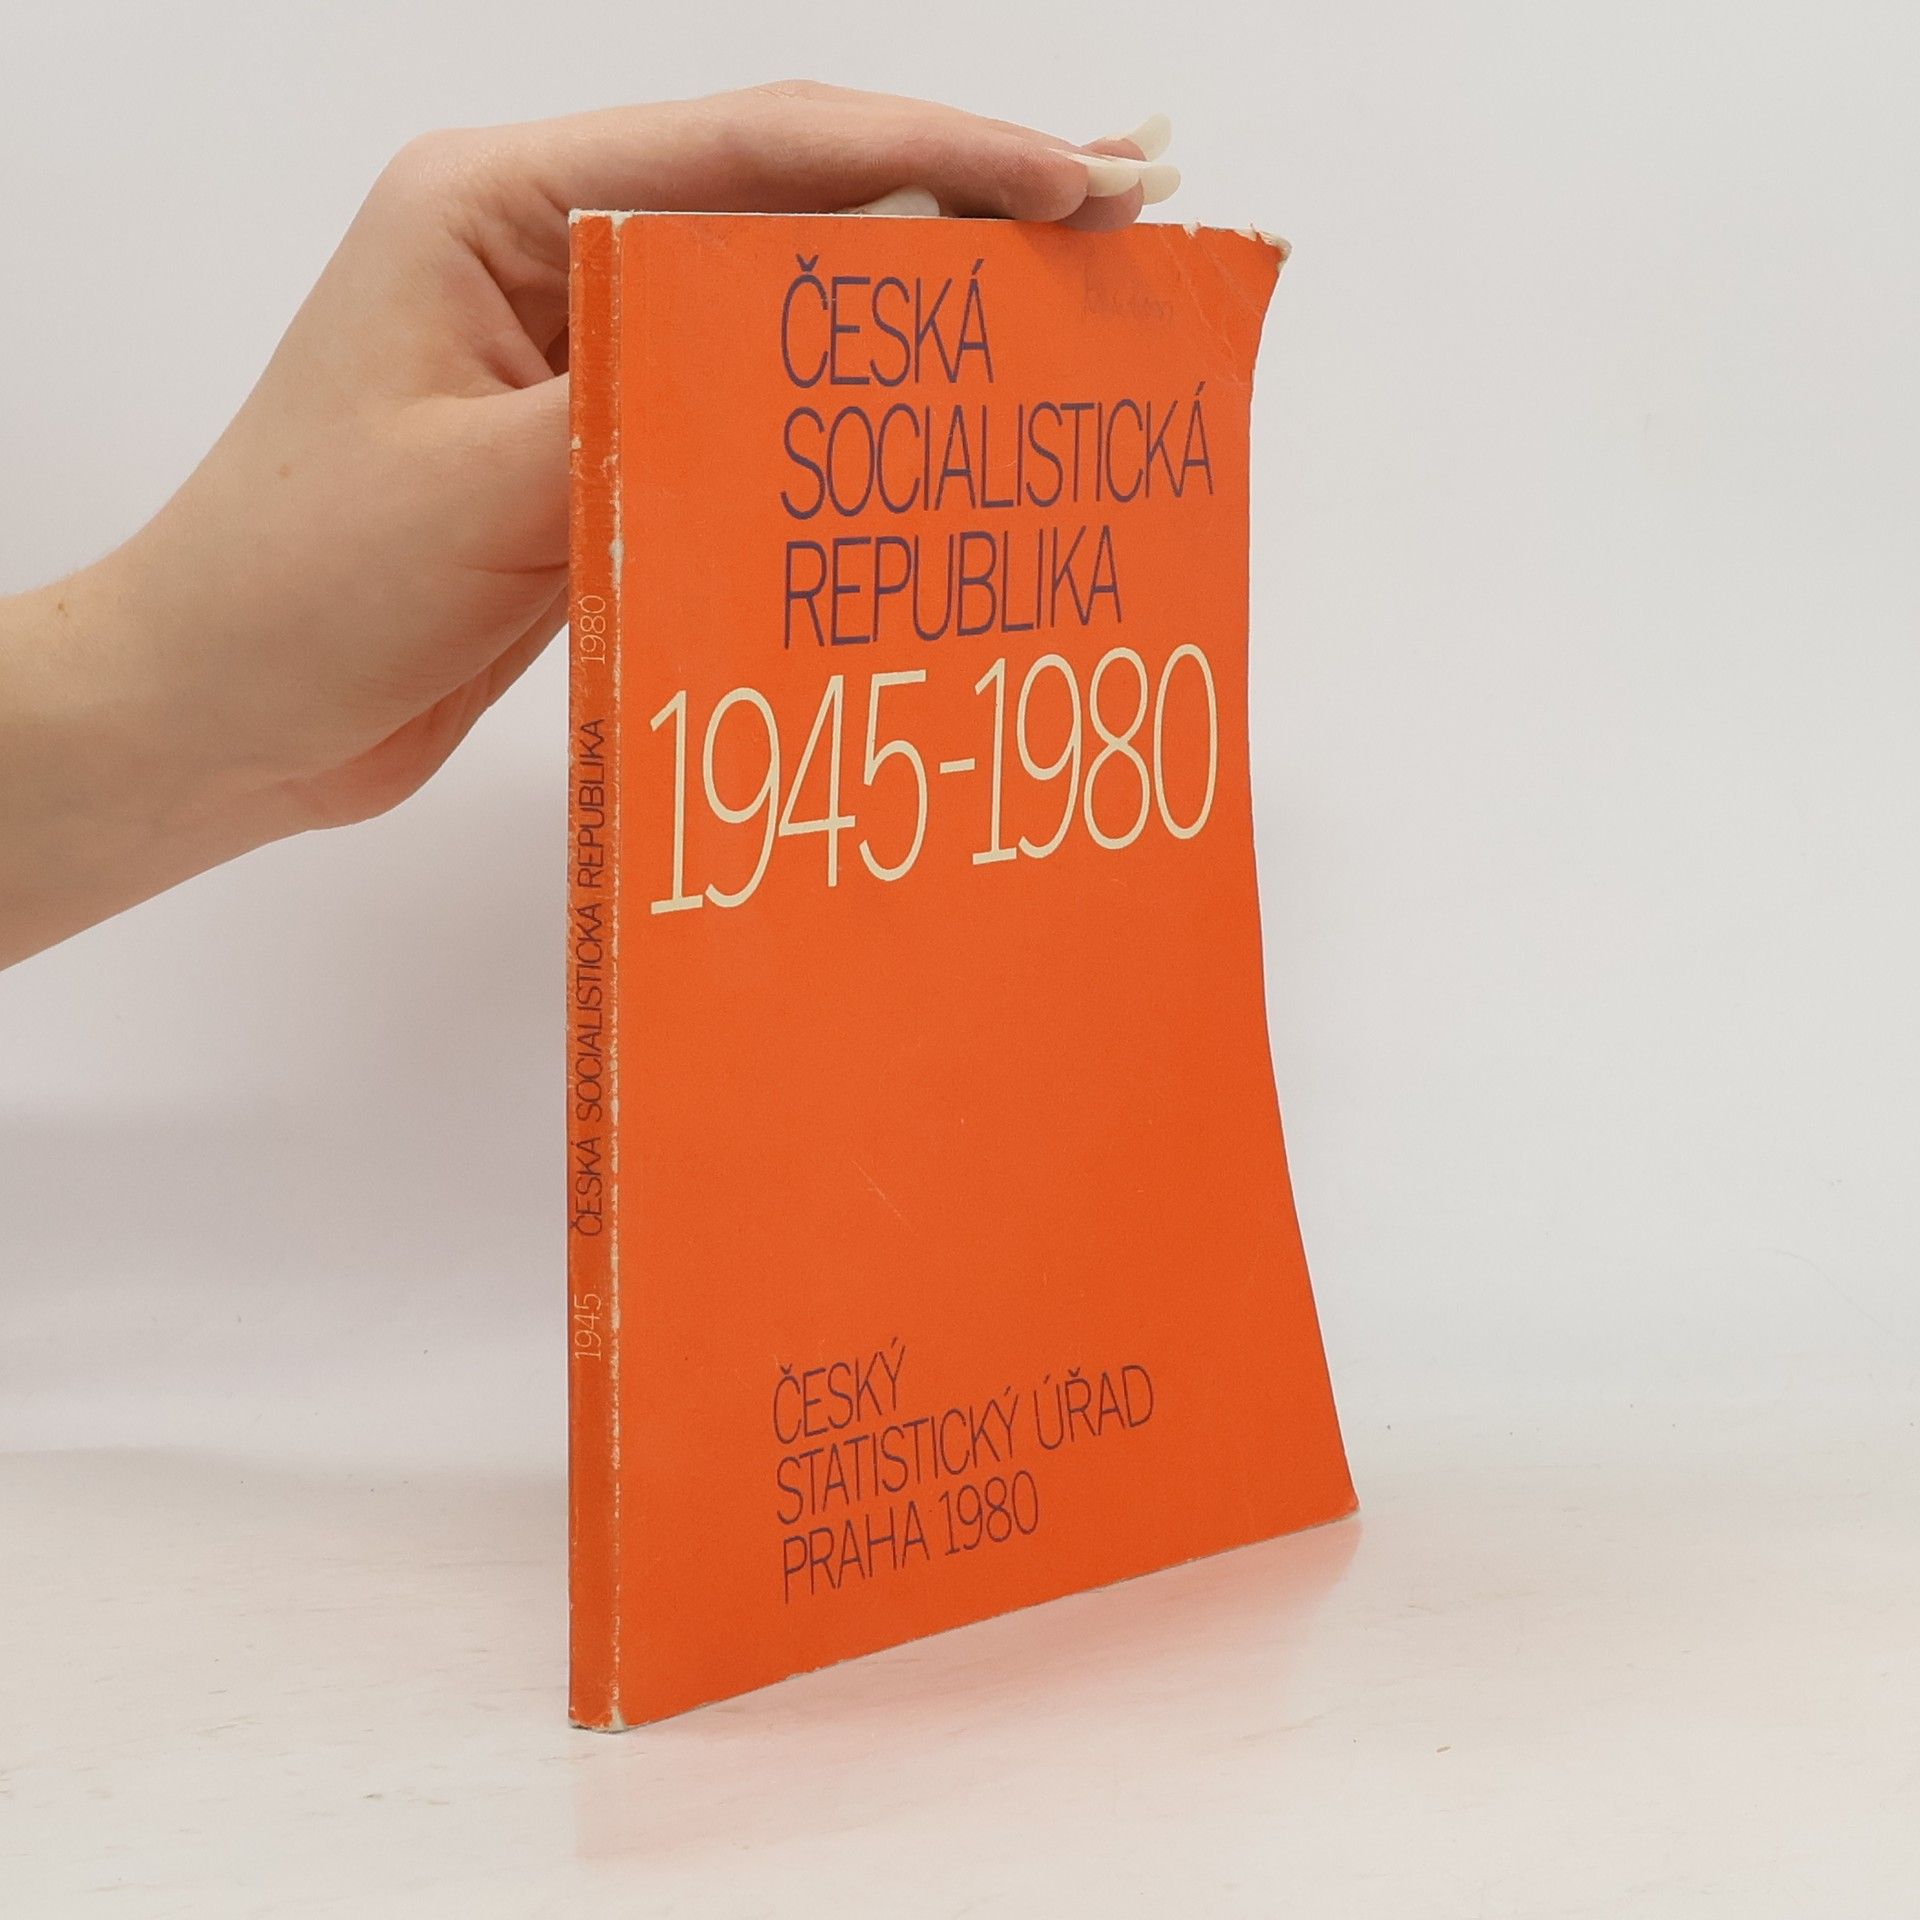 ČESKÁ
SOCIALISTICKÁ
REPUBLIKA
1945-1980
ČESKÝ
STATISTICKÝ ÚŘAD
PRAHA 1980
1945 ČESKÁ SOCIALISTICKÁ REPUBLIKA 1980